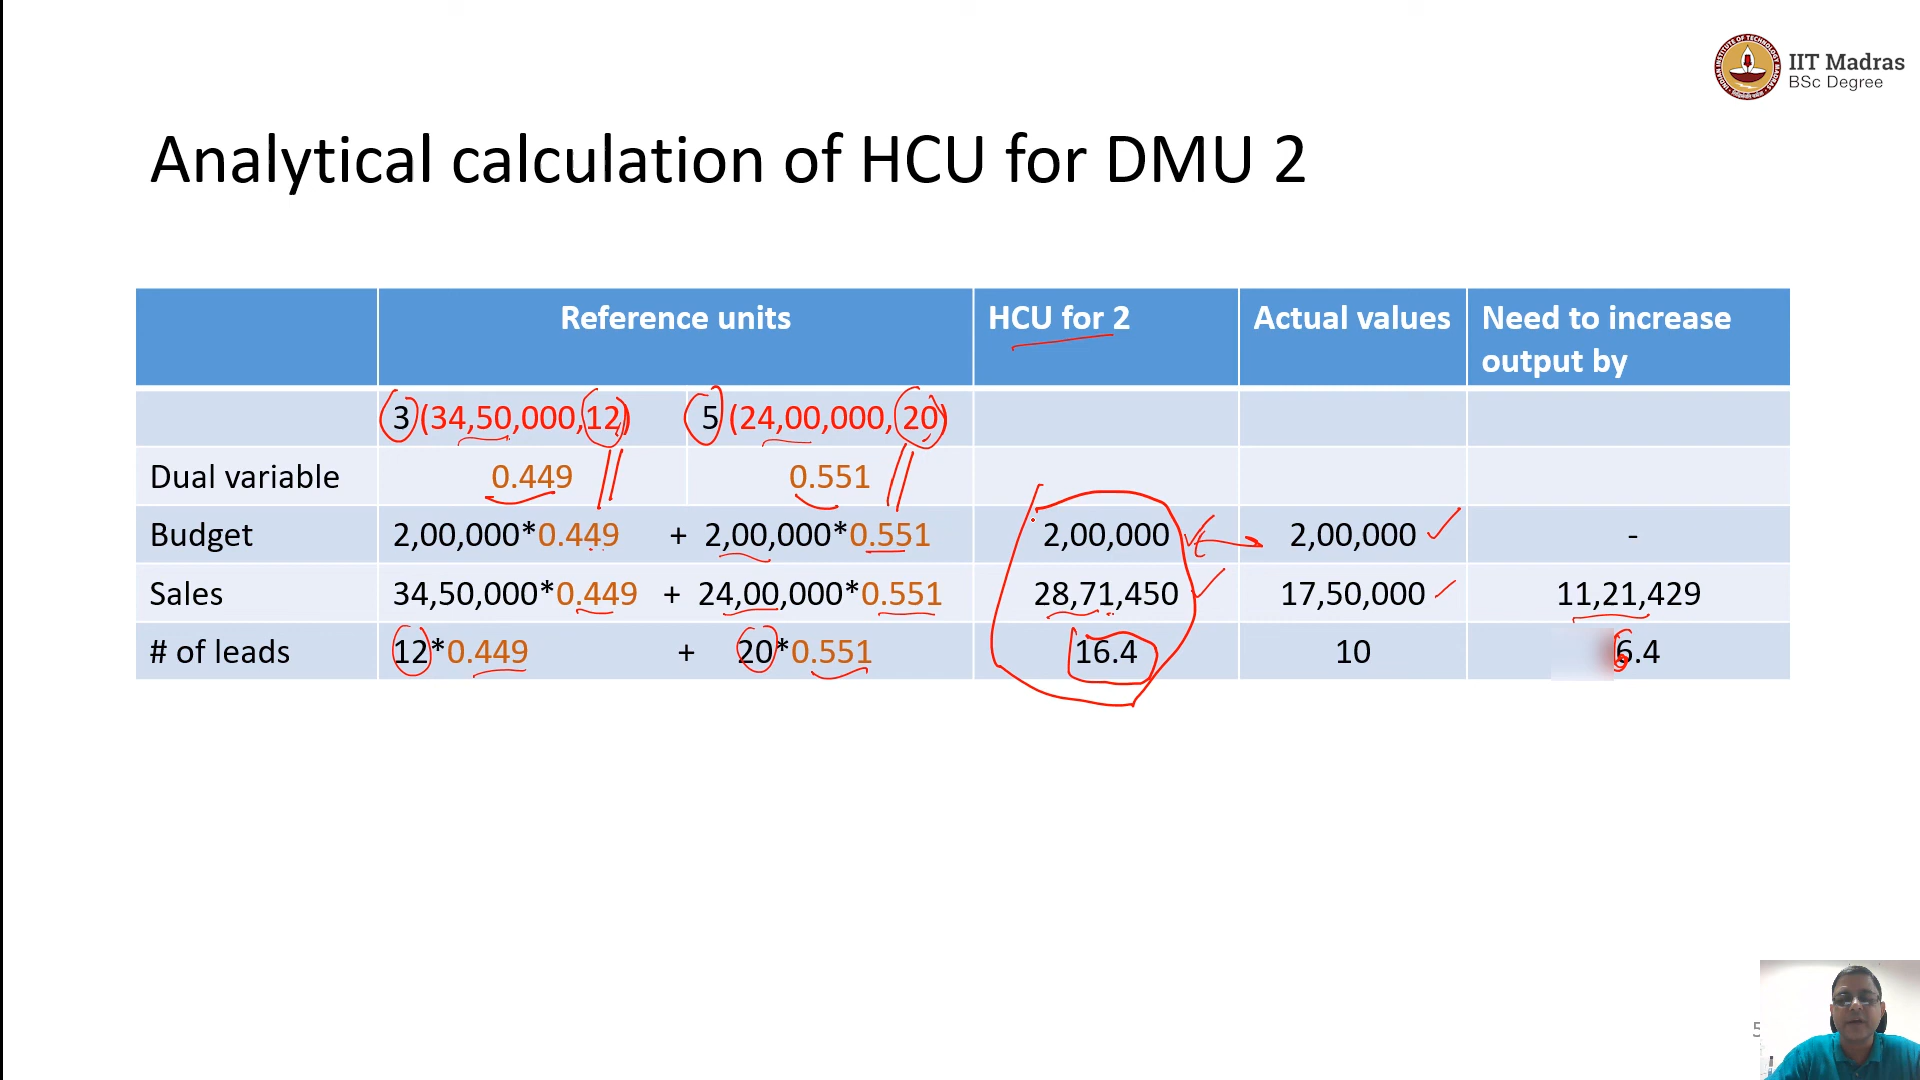 IIT Madras
BSc Degree
Analytical calculation of HCU for DMU 2
Reference units HCU for 2 Actual values Need to increase output by
3 (34,50,000,12) 5 (24,00,000,20)
Dual variable 0.449 0.551
Budget 2,00,000*0.449 + 2,00,000*0.551 2,00,000 2,00,000 -
Sales 34,50,000*0.449 + 24,00,000*0.551 28,71,450 17,50,000 11,21,429
# of leads 12*0.449 + 20*0.551 16.4 10 6.4
5